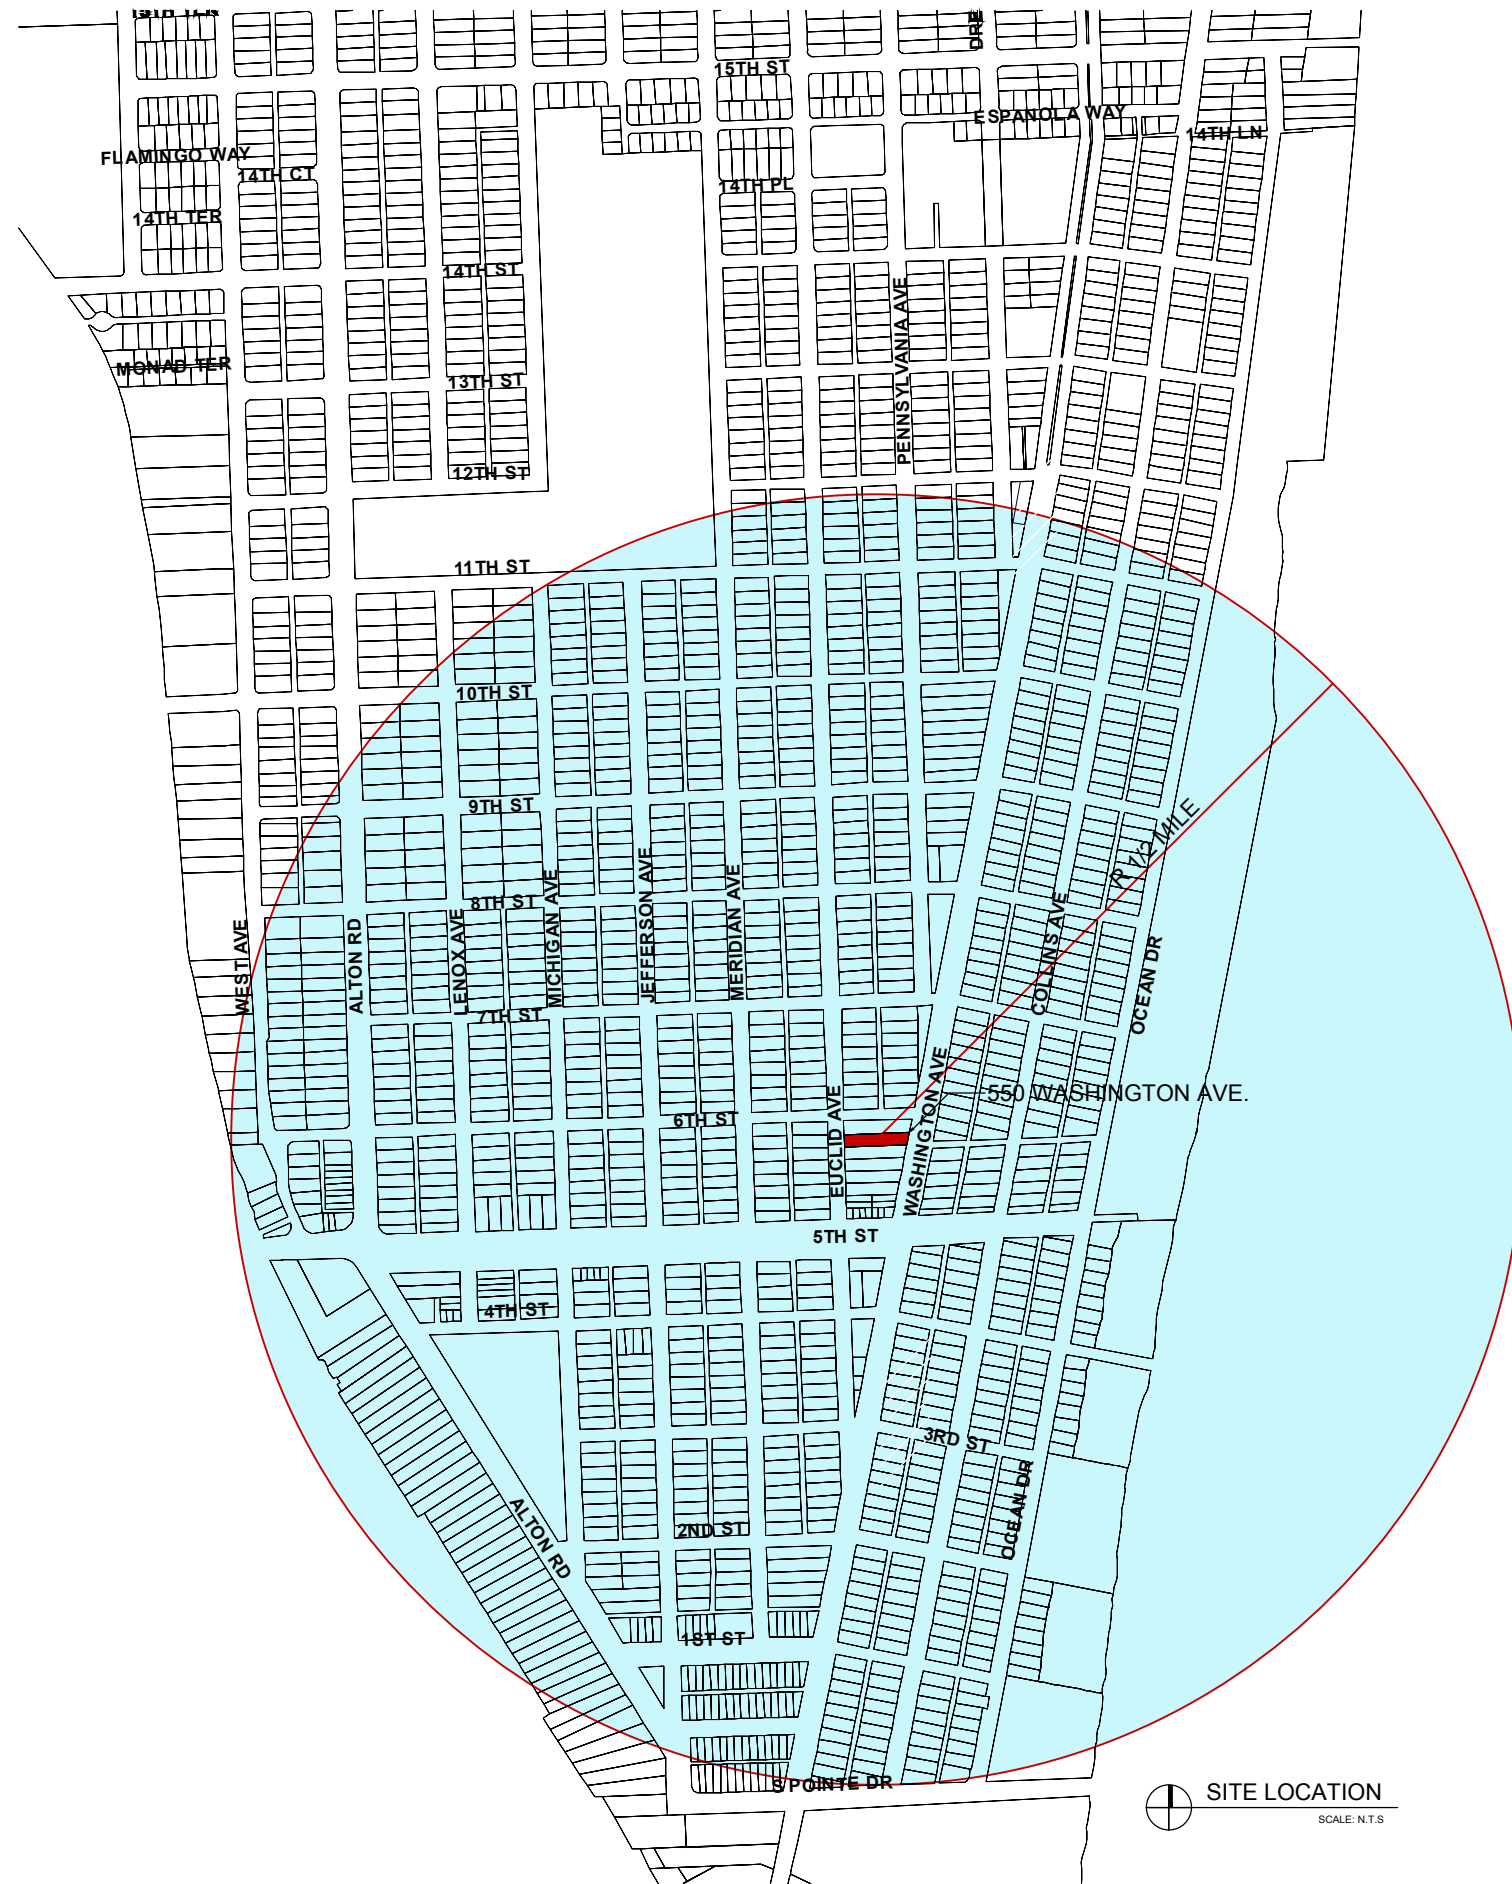 15TH TER
DRE
15TH ST
ESPANOLA WAY
14TH LN
FLAMINGO WAY
14TH CT
14TH PL
14TH TER
14TH ST
PENNSYLVANIA AVE
MONAD TER
13TH ST
12TH ST
11TH ST
10TH ST
9TH ST
R 1/2 MILE
8TH ST
WEST AVE
ALTON RD
LENOX AVE
MICHIGAN AVE
JEFFERSON AVE
MERIDIAN AVE
COLLINS AVE
OCEAN DR
7TH ST
550 WASHINGTON AVE.
6TH ST
EUCLID AVE
WASHINGTON AVE
5TH ST
4TH ST
3RD ST
OCEAN DR
ALTON RD
2ND ST
1ST ST
S POINTE DR
SITE LOCATION
SCALE: N.T.S